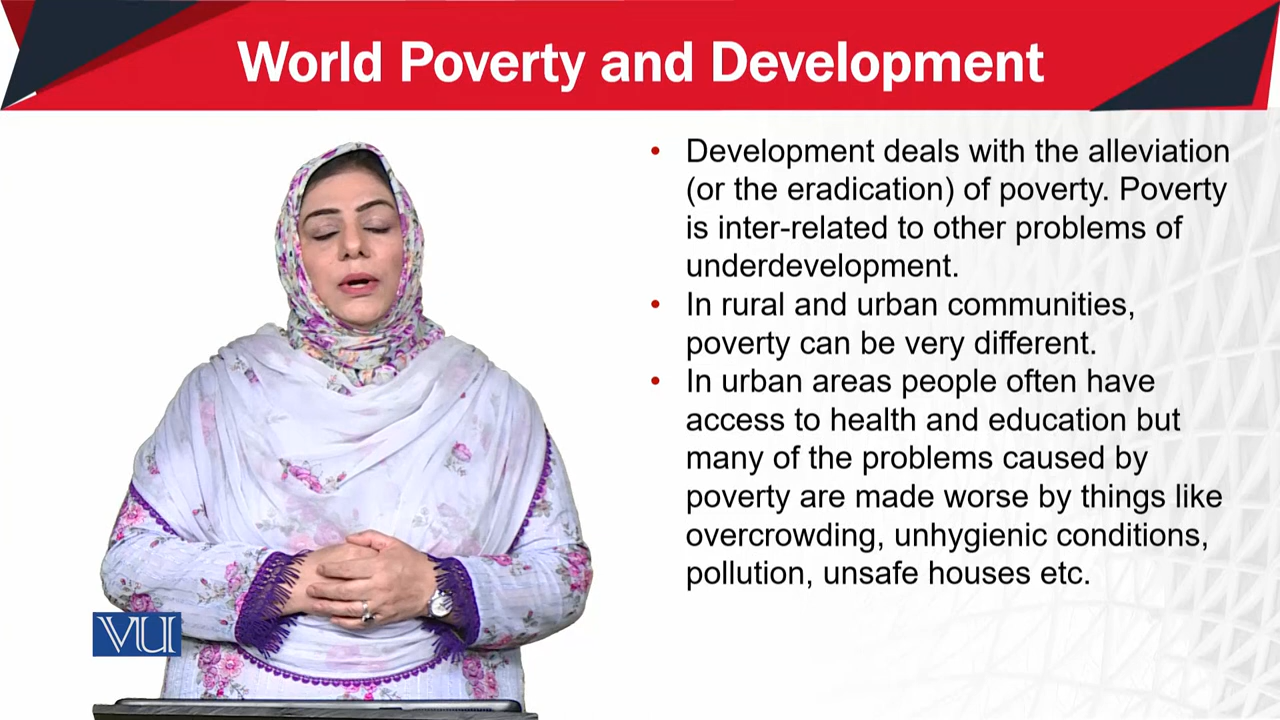 World Poverty and Development
• Development deals with the alleviation
(or the eradication) of poverty. Poverty
is inter-related to other problems of
underdevelopment.
• In rural and urban communities,
poverty can be very different.
• In urban areas people often have
access to health and education but
many of the problems caused by
poverty are made worse by things like
overcrowding, unhygienic conditions,
pollution, unsafe houses etc.
VU